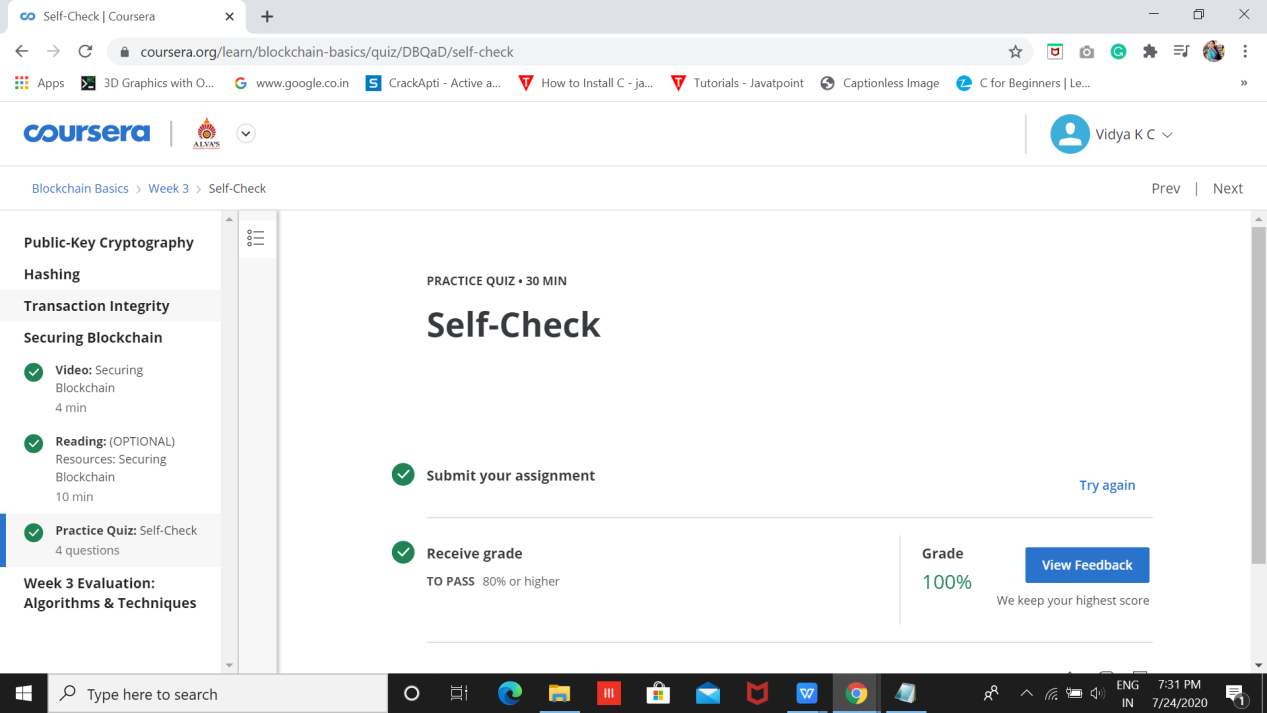 Self-Check | Coursera
coursera.org/learn/blockchain-basics/quiz/DBQaD/self-check
Apps
3D Graphics with O...
www.google.co.in
CrackApti - Active a...
How to Install C - ja...
Tutorials - Javatpoint
Captionless Image
C for Beginners | Le...
»
coursera
ALVA'S
Vidya K C
Blockchain Basics > Week 3 > Self-Check
Prev | Next
Public-Key Cryptography
Hashing
Transaction Integrity
Securing Blockchain
Video: Securing
Blockchain
4 min
Reading: (OPTIONAL)
Resources: Securing
Blockchain
10 min
Practice Quiz: Self-Check
4 questions
Week 3 Evaluation:
Algorithms & Techniques
PRACTICE QUIZ • 30 MIN
Self-Check
Submit your assignment
Try again
Receive grade
TO PASS 80% or higher
Grade
100%
View Feedback
We keep your highest score
Type here to search
ENG
IN
7:31 PM
7/24/2020
1